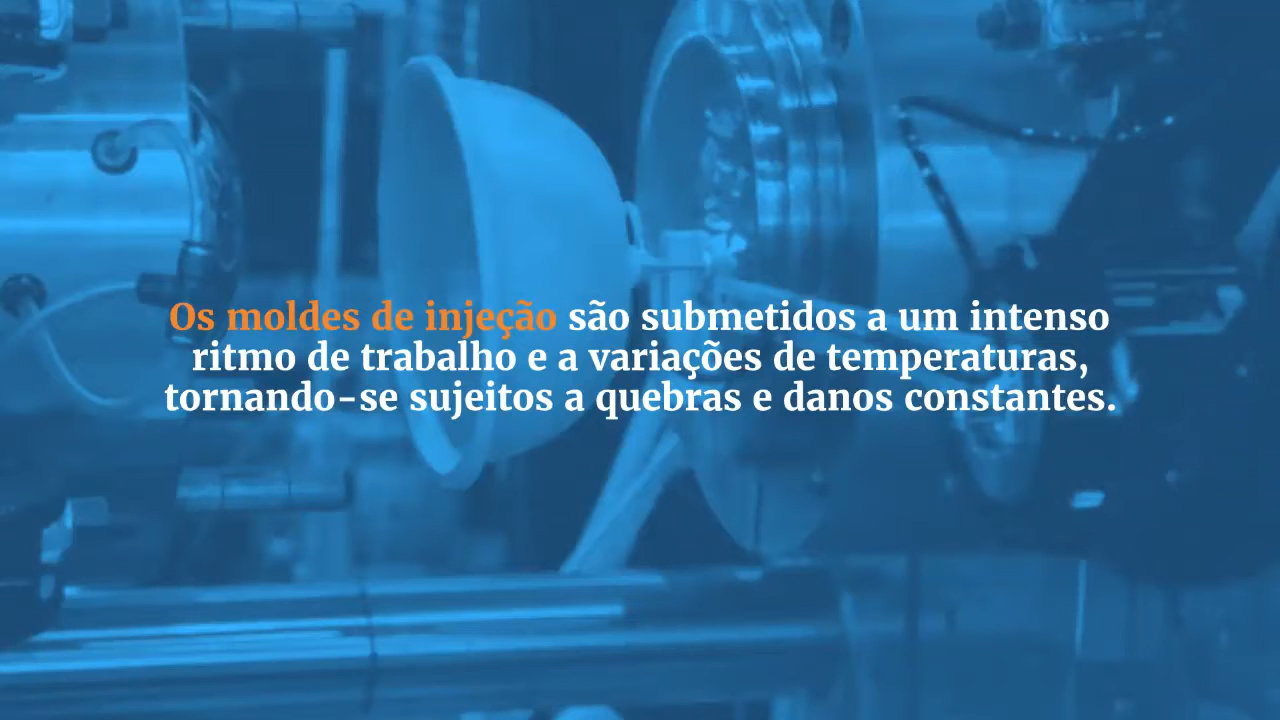 Os moldes de injeção são submetidos a um intenso
ritmo de trabalho e a variações de temperaturas,
tornando-se sujeitos a quebras e danos constantes.